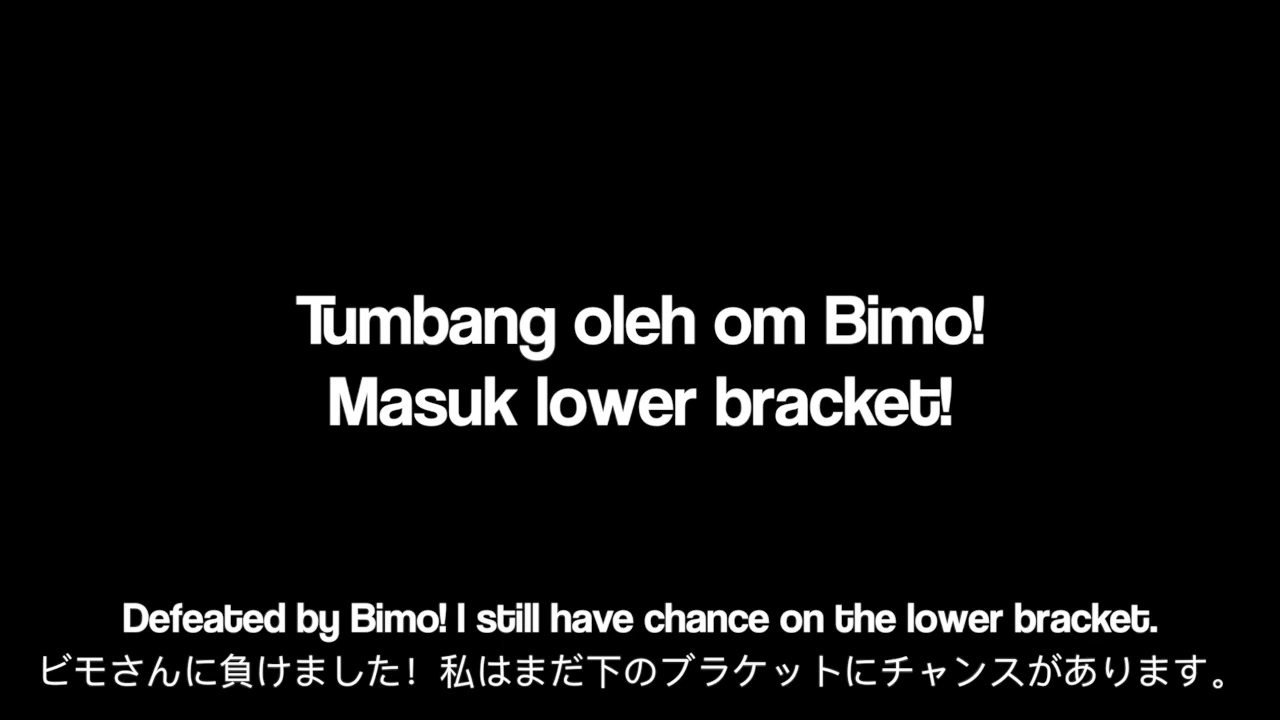 Tumbang oleh om Bimo!
Masuk lower bracket!
Defeated by Bimo! I still have chance on the lower bracket.
ビモさんに負けました！私はまだ下のブラケットにチャンスがあります。